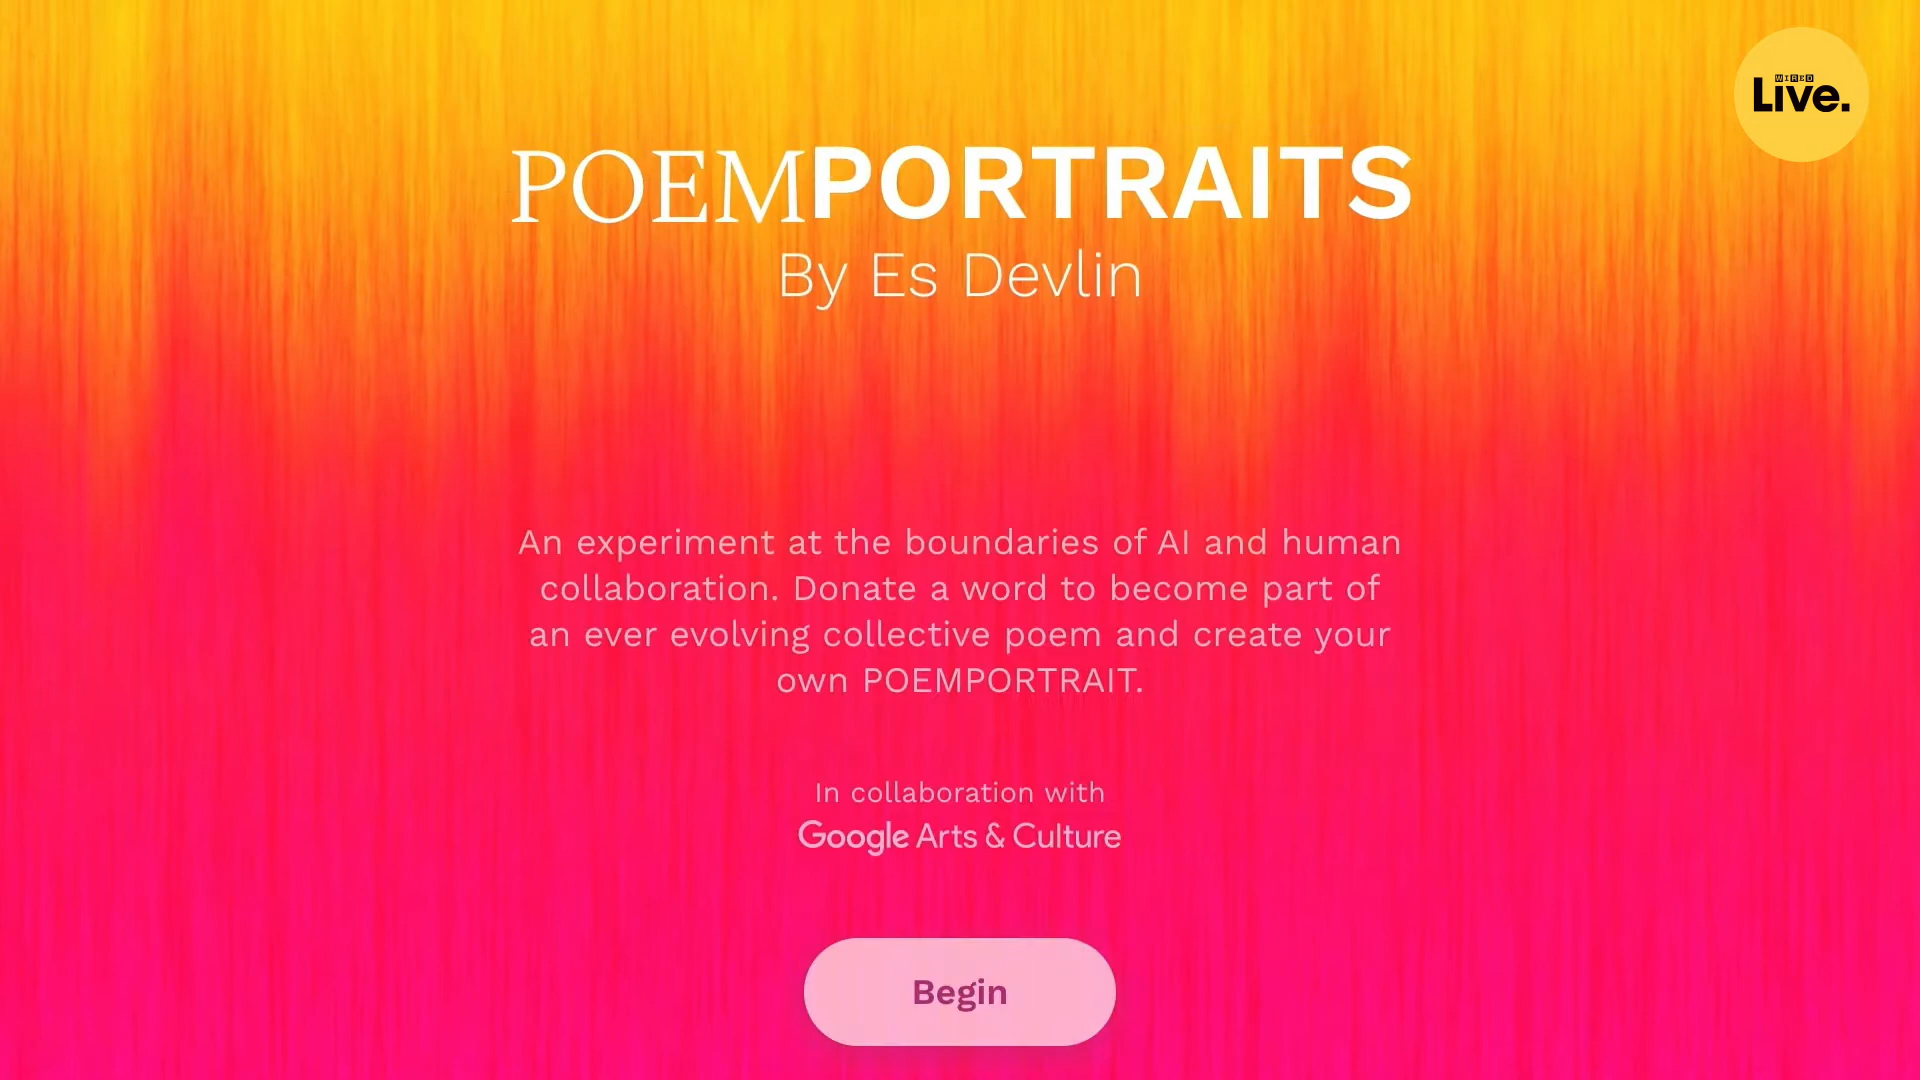 WIRED
Live.
POEMPORTRAITS
By Es Devlin
An experiment at the boundaries of AI and human
collaboration. Donate a word to become part of
an ever evolving collective poem and create your
own POEMPORTRAIT.
In collaboration with
Google Arts & Culture
Begin